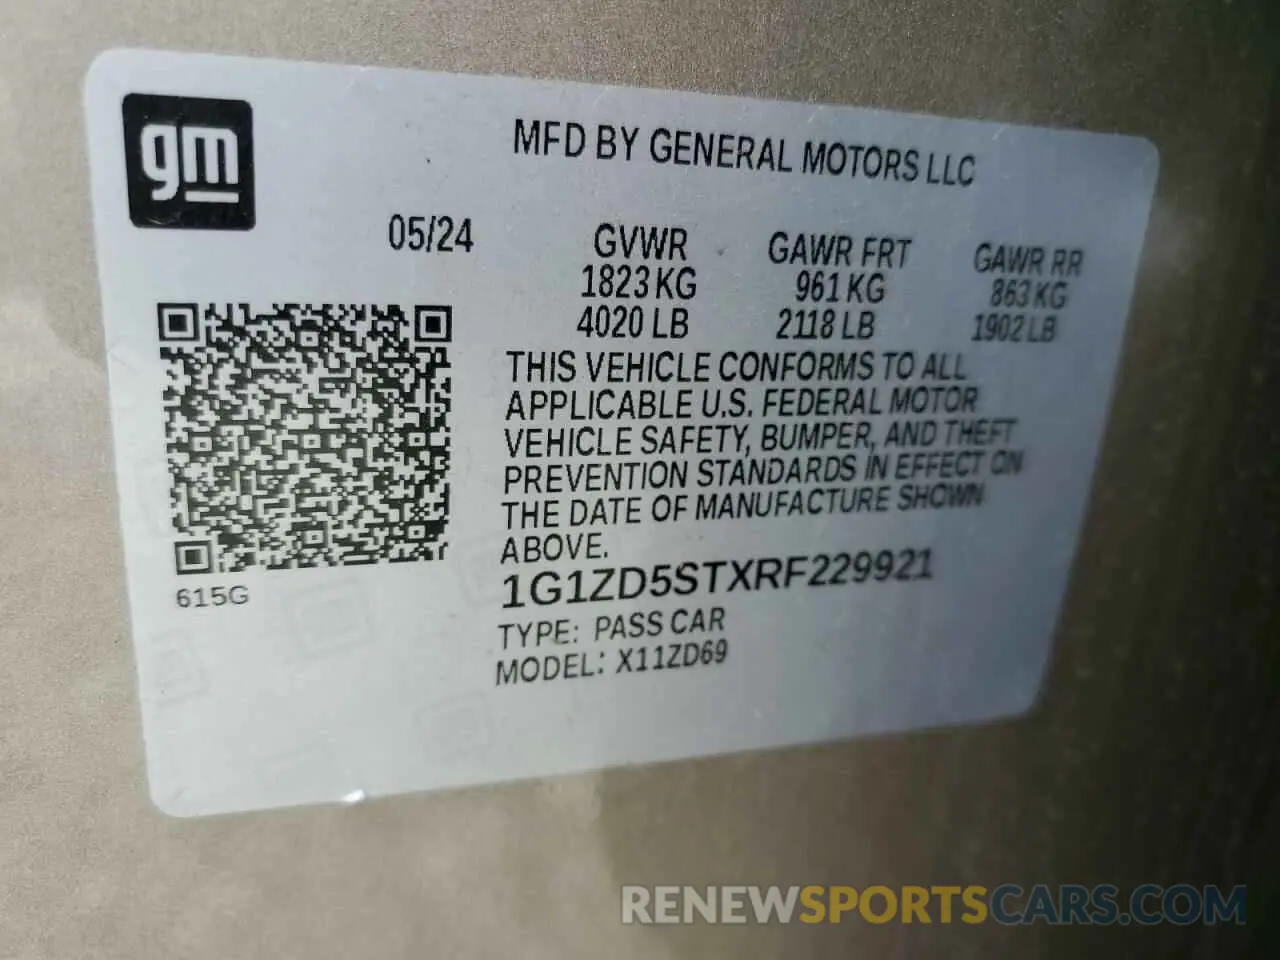 gm
MFD BY GENERAL MOTORS LLC
05/24
GVWR GAWR FRT GAWR RR
1823 KG 961 KG 863 KG
4020 LB 2118 LB 1902 LB
THIS VEHICLE CONFORMS TO ALL
APPLICABLE U.S. FEDERAL MOTOR
VEHICLE SAFETY, BUMPER, AND THEFT
PREVENTION STANDARDS IN EFFECT ON
THE DATE OF MANUFACTURE SHOWN
ABOVE.
615G
1G1ZD5STXRF229921
TYPE: PASS CAR
MODEL: X11ZD69
RENEWSPORTSCARS.COM